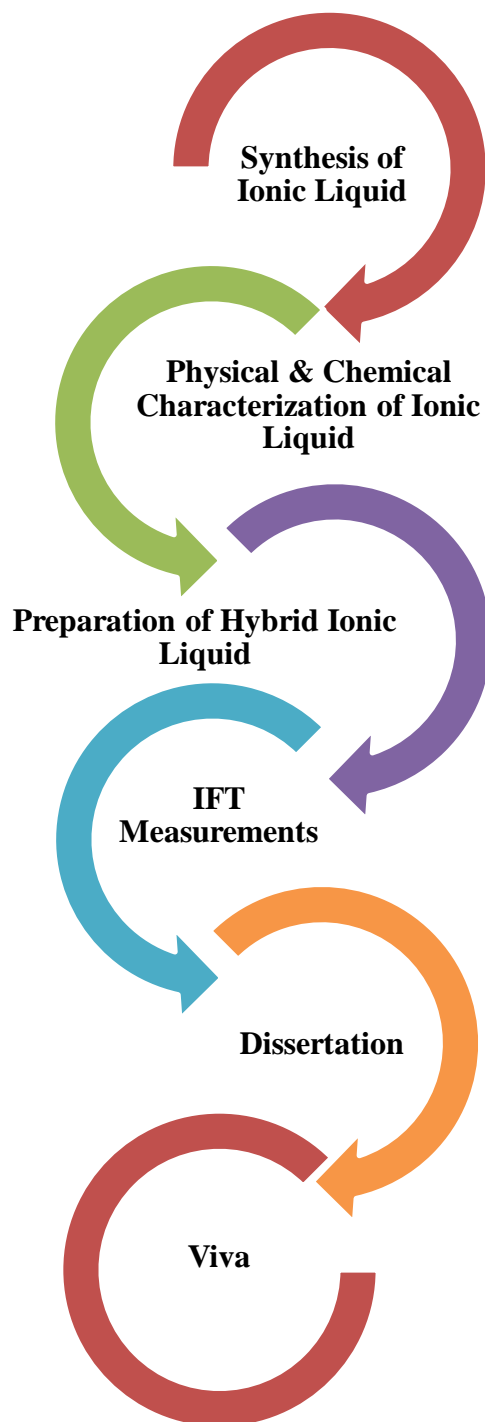 Synthesis of
Ionic Liquid
Physical & Chemical
Characterization of Ionic
Liquid
Preparation of Hybrid Ionic
Liquid
IFT
Measurements
Dissertation
Viva